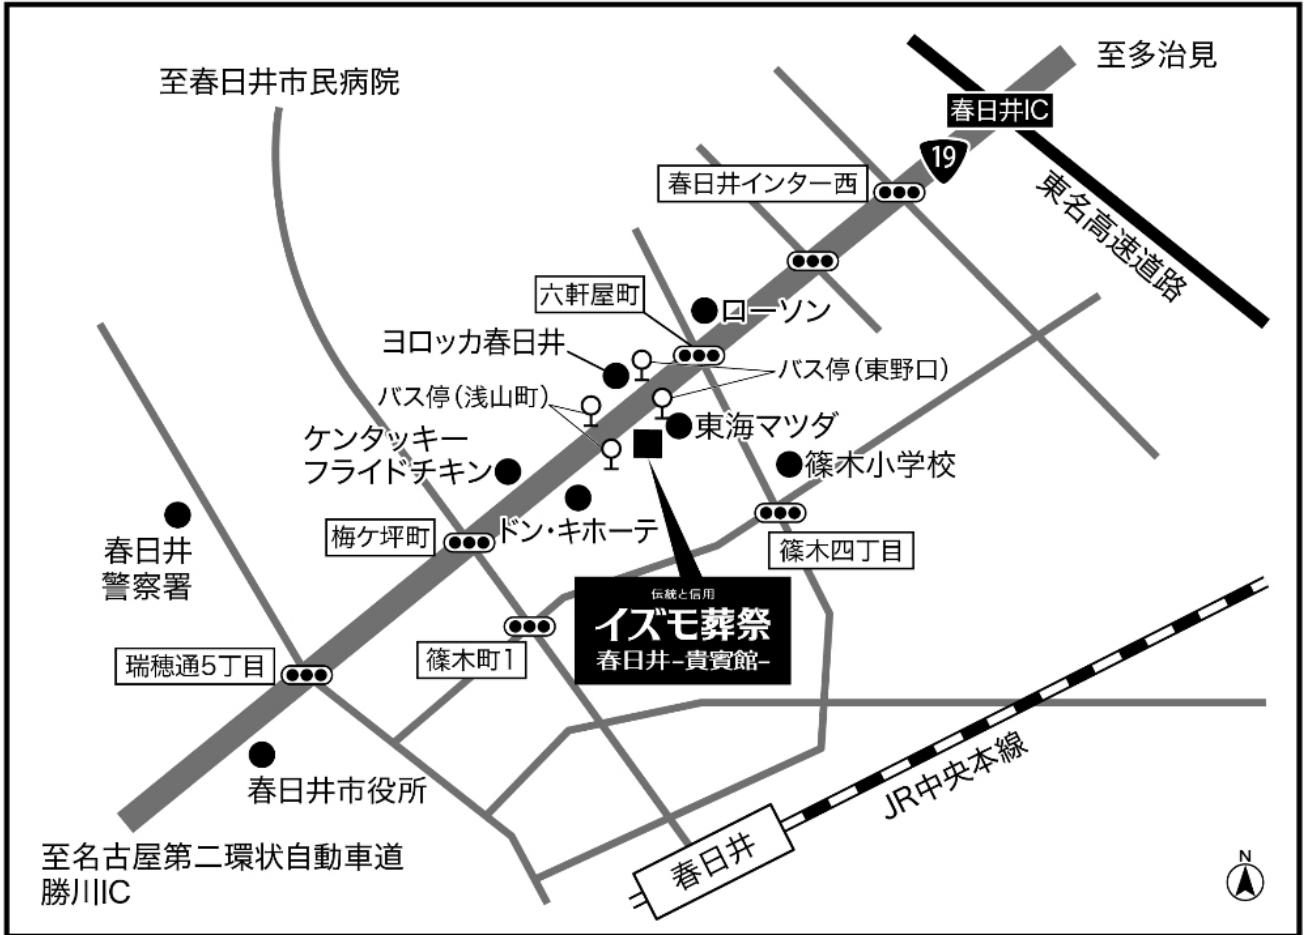 至春日井市民病院
至多治見
春日井IC
19
春日井インター西
東名高速道路
六軒屋町
ローソン
ヨロッカ春日井
バス停(東野口)
バス停(浅山町)
東海マツダ
ケンタッキー
フライドチキン
篠木小学校
梅ケ坪町
ドン・キホーテ
篠木四丁目
春日井
警察署
伝統と信用
イズモ葬祭
春日井-貴賓館-
瑞穂通5丁目
篠木町1
春日井市役所
JR中央本線
至名古屋第二環状自動車道
勝川IC
春日井
N